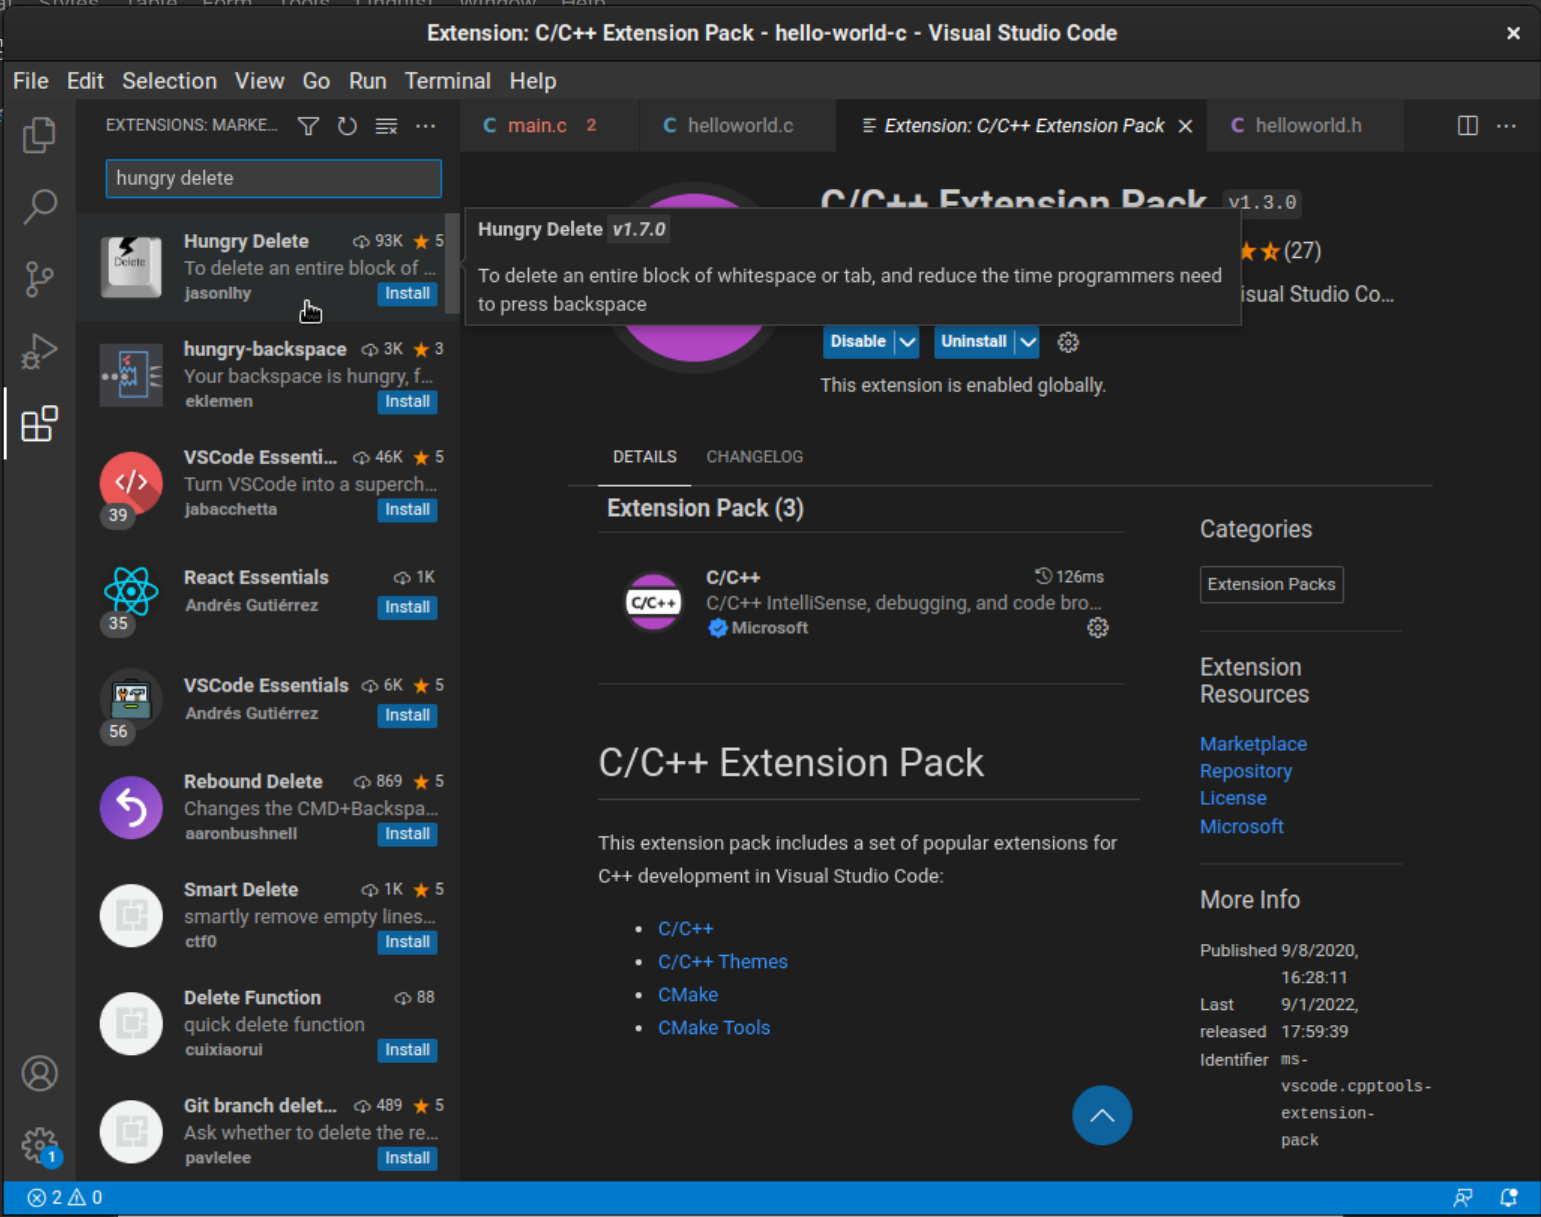 Styles Table Form Tools Linguist Window Help
Extension: C/C++ Extension Pack - hello-world-c - Visual Studio Code
File Edit Selection View Go Run Terminal Help
EXTENSIONS: MARKE...
main.c 2
helloworld.c
Extension: C/C++ Extension Pack
helloworld.h
hungry delete
Hungry Delete 93K ★ 5
To delete an entire block of ...
jasonlhy Install
hungry-backspace 3K ★ 3
Your backspace is hungry, f...
eklemen Install
VSCode Essenti... 46K ★ 5
Turn VSCode into a superch...
39 jabacchetta Install
React Essentials 1K
Andrés Gutiérrez Install
35
VSCode Essentials 6K ★ 5
Andrés Gutiérrez Install
56
Rebound Delete 869 ★ 5
Changes the CMD+Backspa...
aaronbushnell Install
Smart Delete 1K ★ 5
smartly remove empty lines...
ctf0 Install
Delete Function 88
quick delete function
cuixiaorui Install
Git branch delet... 489 ★ 5
Ask whether to delete the re...
pavlelee Install
Delete
C/C++ Extension Pack v1.3.0
(27)
isual Studio Co...
Hungry Delete v1.7.0
To delete an entire block of whitespace or tab, and reduce the time programmers need
to press backspace
Disable Uninstall
This extension is enabled globally.
DETAILS CHANGELOG
Extension Pack (3)
C/C++
C/C++ 126ms
C/C++ IntelliSense, debugging, and code bro...
Microsoft
C/C++ Extension Pack
This extension pack includes a set of popular extensions for
C++ development in Visual Studio Code:
• C/C++
• C/C++ Themes
• CMake
• CMake Tools
Categories
Extension Packs
Extension
Resources
Marketplace
Repository
License
Microsoft
More Info
Published 9/8/2020,
16:28:11
Last 9/1/2022,
released 17:59:39
Identifier ms-
vscode.cpptools-
extension-
pack
1
2 0